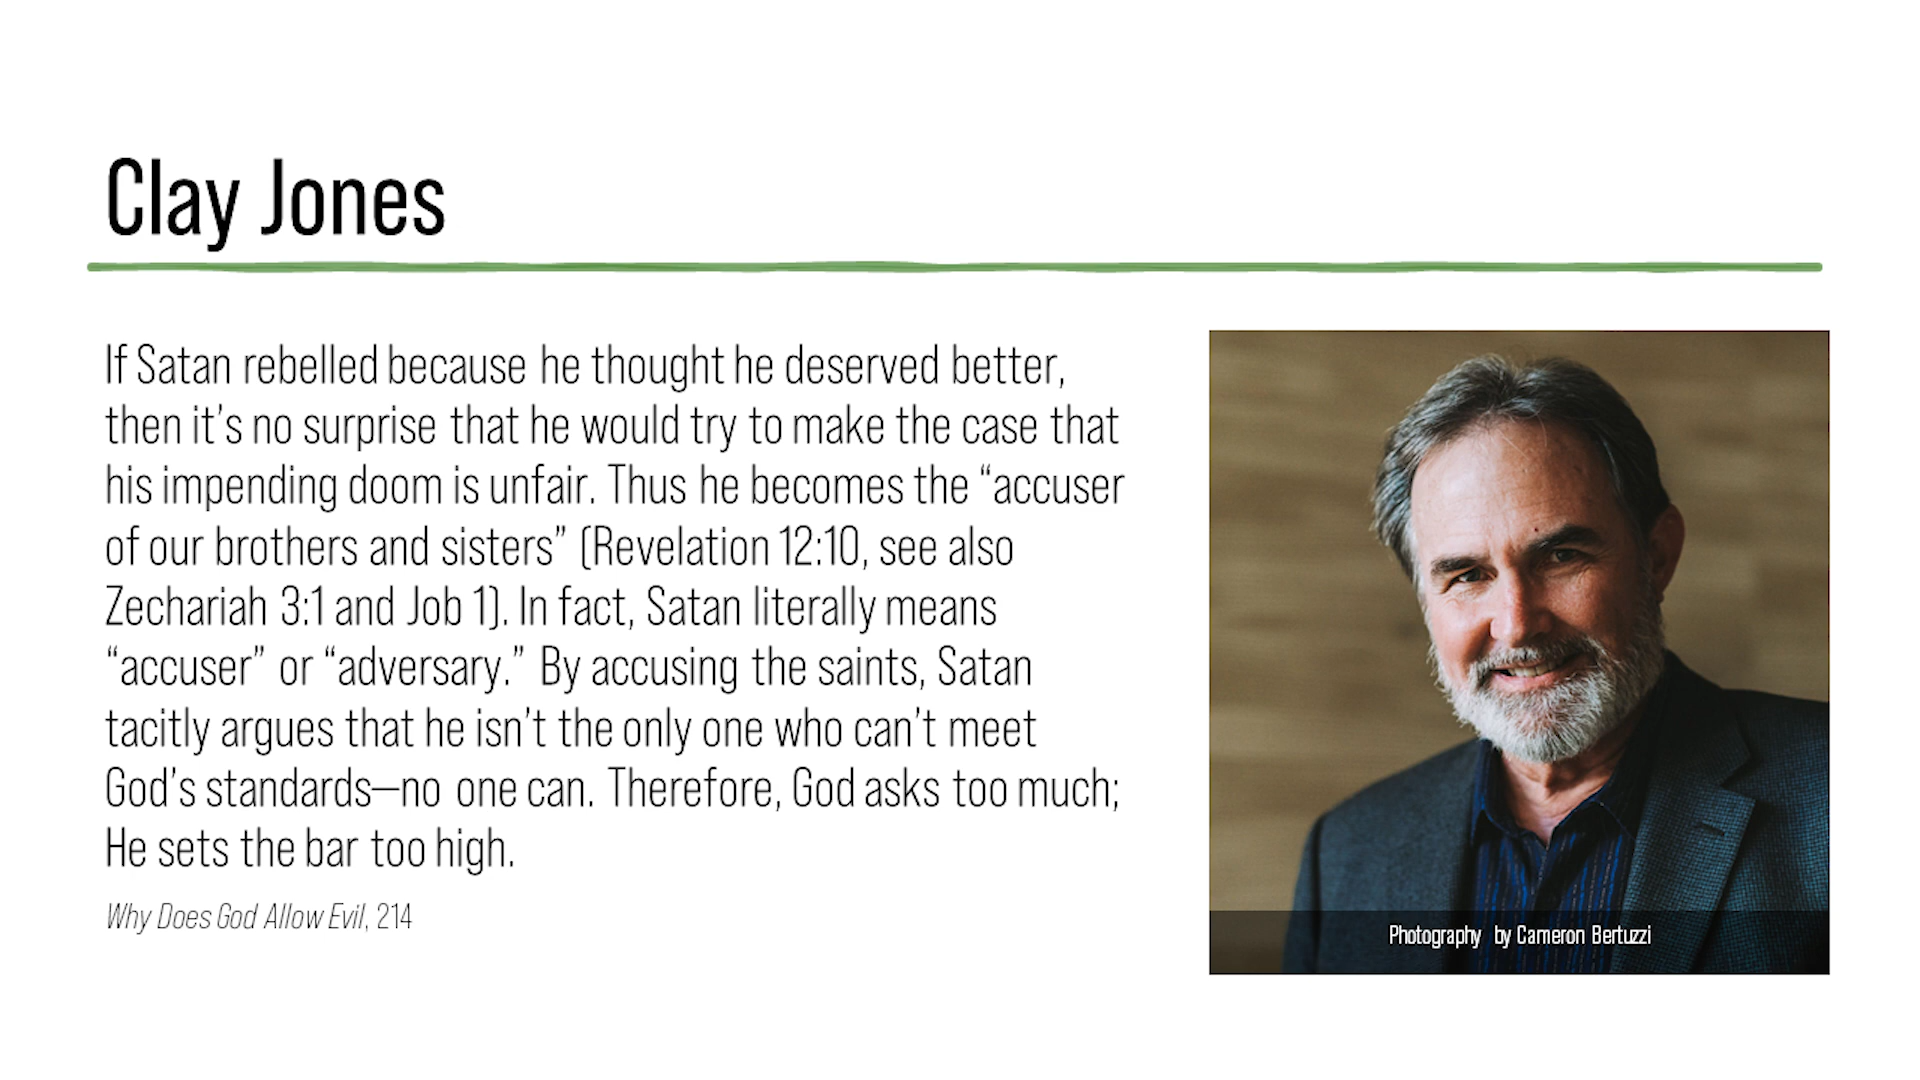 Clay Jones
If Satan rebelled because he thought he deserved better,
then it’s no surprise that he would try to make the case that
his impending doom is unfair. Thus he becomes the “accuser
of our brothers and sisters” (Revelation 12:10, see also
Zechariah 3:1 and Job 1). In fact, Satan literally means
“accuser” or “adversary.” By accusing the saints, Satan
tacitly argues that he isn’t the only one who can’t meet
God’s standards—no one can. Therefore, God asks too much;
He sets the bar too high.
Why Does God Allow Evil, 214
Photography by Cameron Bertuzzi